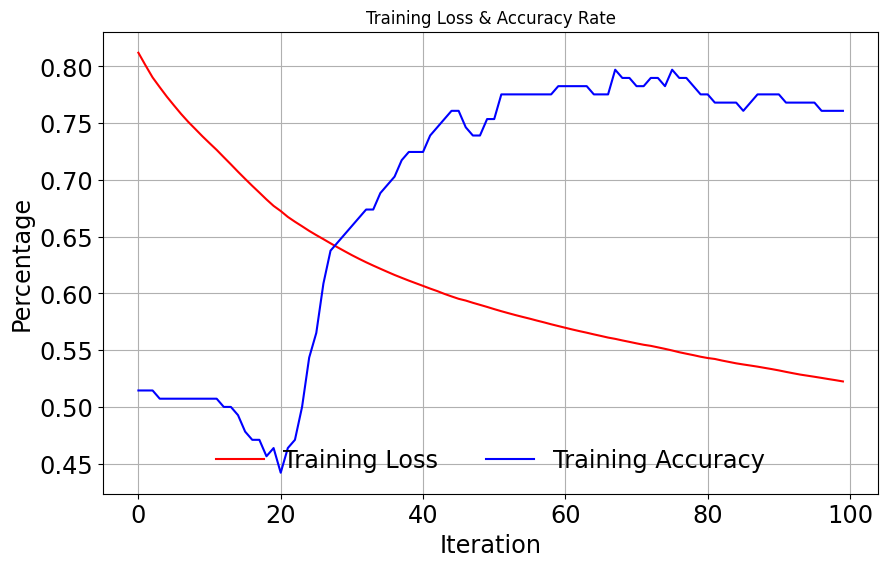 Training Loss & Accuracy Rate
0.80
0.75
0.70
0.65
0.60
0.55
0.50
0.45
Percentage
Training Loss
Training Accuracy
0 20 40 60 80 100
Iteration